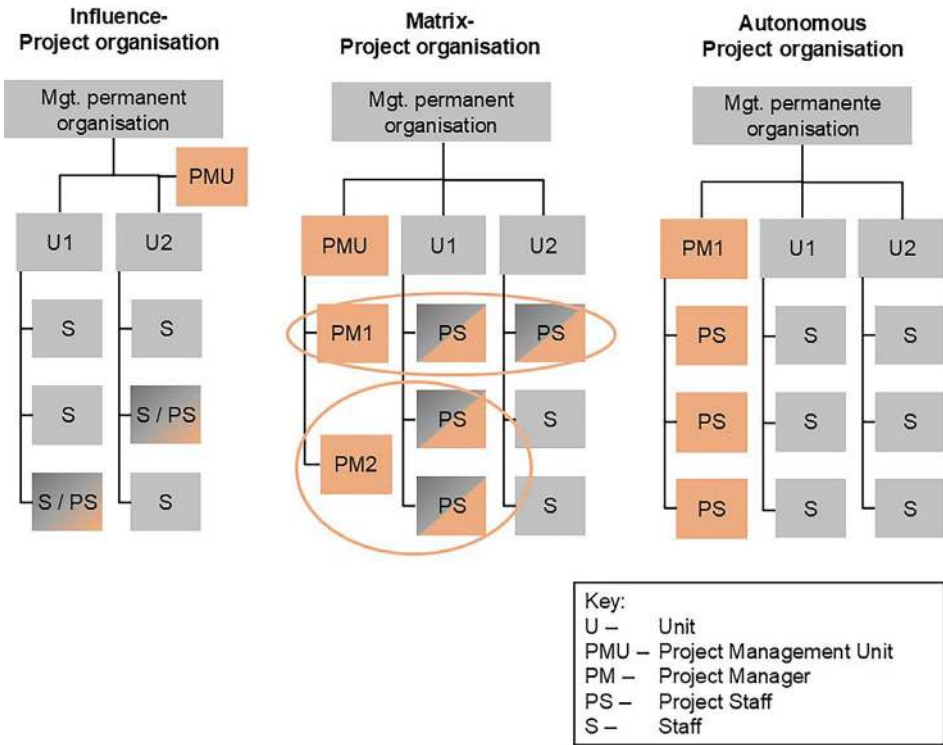 Influence-
Project organisation
Matrix-
Project organisation
Autonomous
Project organisation
Mgt. permanent
organisation
Mgt. permanent
organisation
Mgt. permanente
organisation
PMU
U1
U2
PMU
U1
U2
PM1
U1
U2
S
S
PM1
PS
PS
PS
S
S
S
S / PS
PS
S
PS
S
S
PM2
S / PS
S
PS
S
PS
S
S
Key:
U – Unit
PMU – Project Management Unit
PM – Project Manager
PS – Project Staff
S – Staff